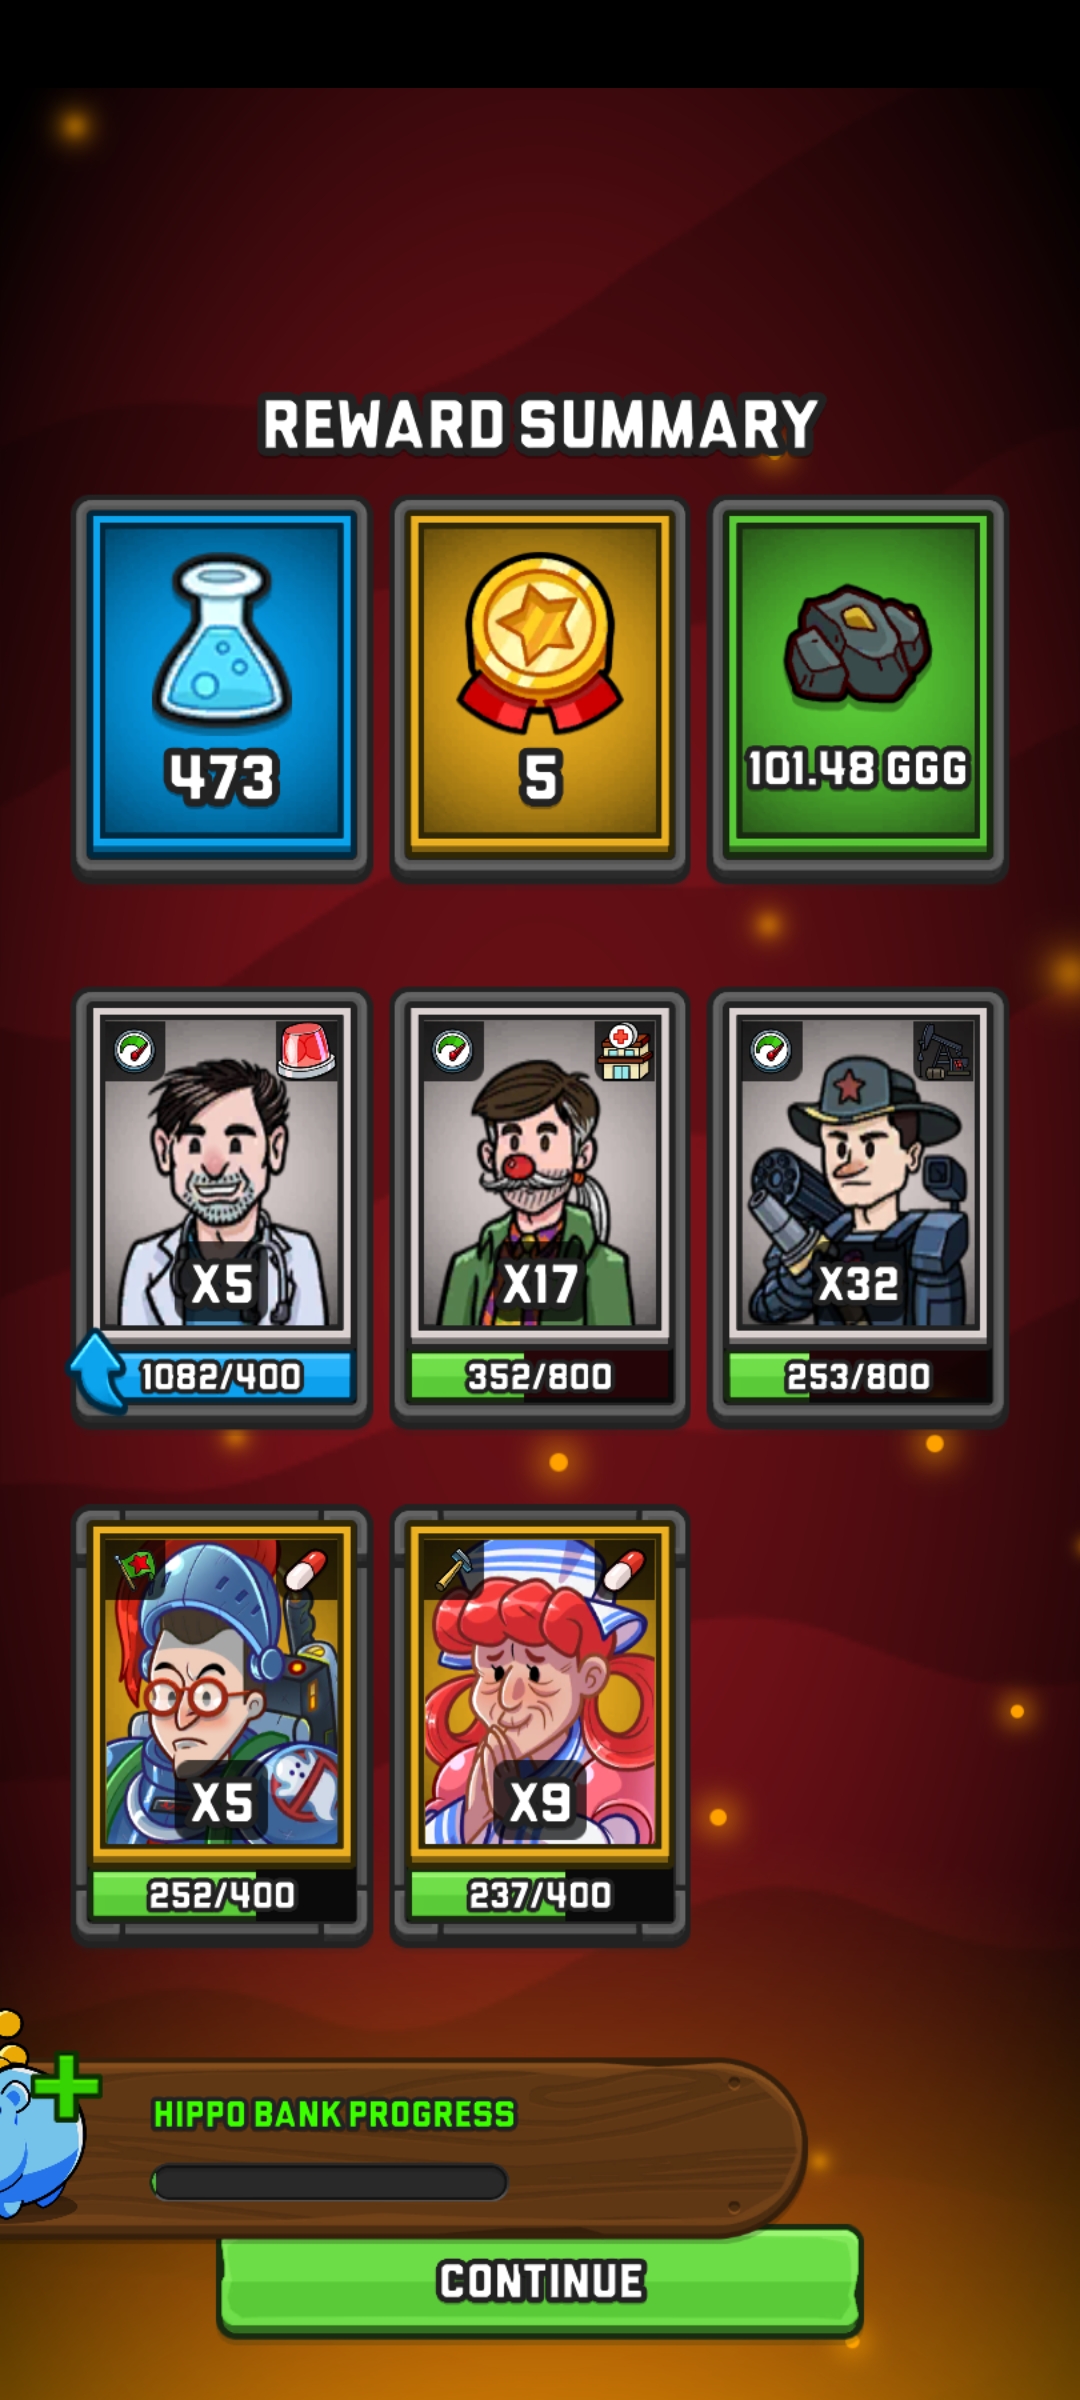 REWARD SUMMARY
473
5
101.48 GGG
X5
X17
X32
1082/400
352/800
253/800
X5
X9
252/400
237/400
HIPPO BANK PROGRESS
CONTINUE